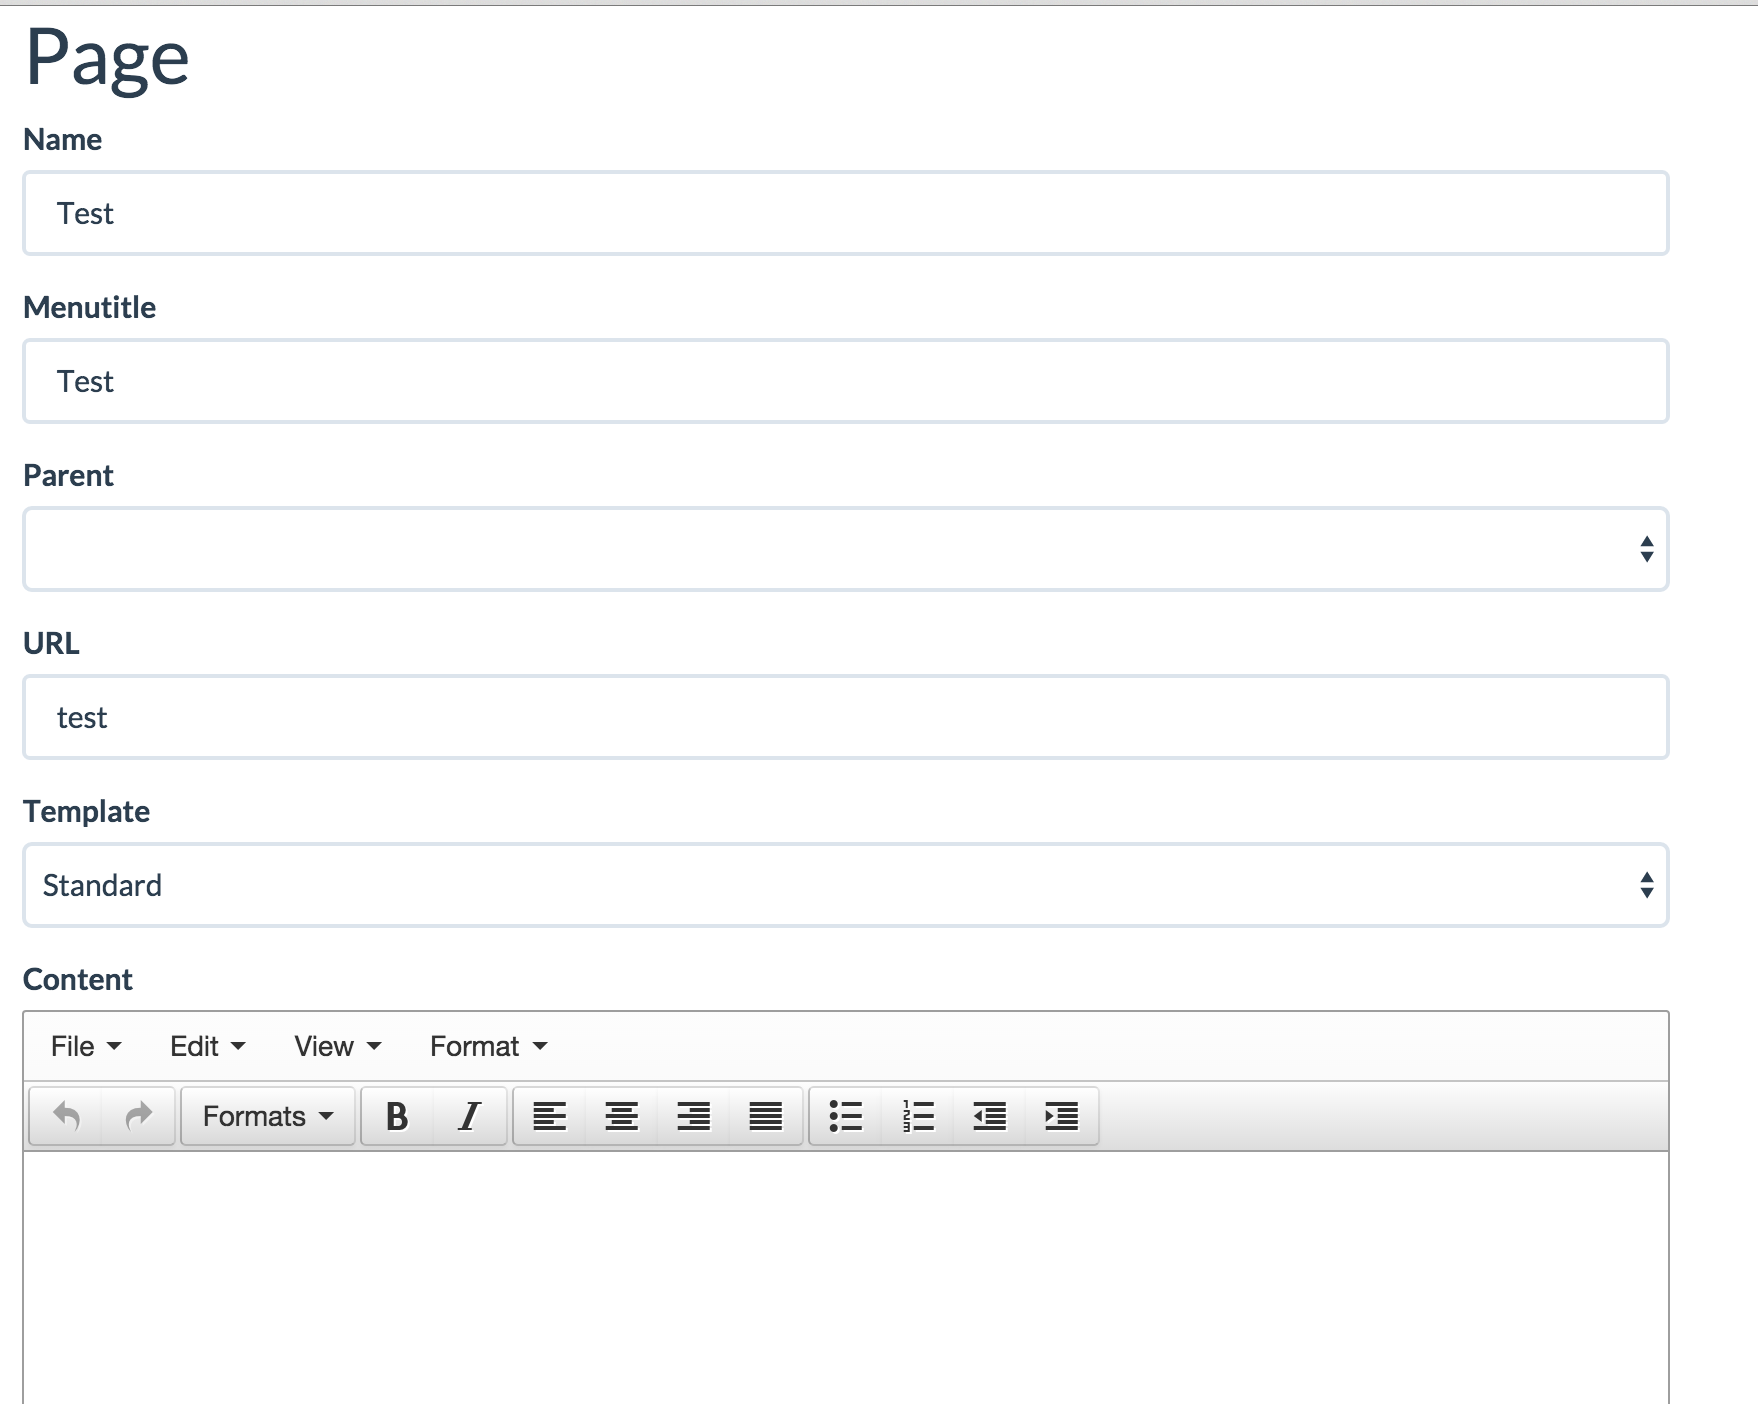 Page
Name
Test
Menutitle
Test
Parent
URL
test
Template
Standard
Content
File Edit View Format
Formats B I